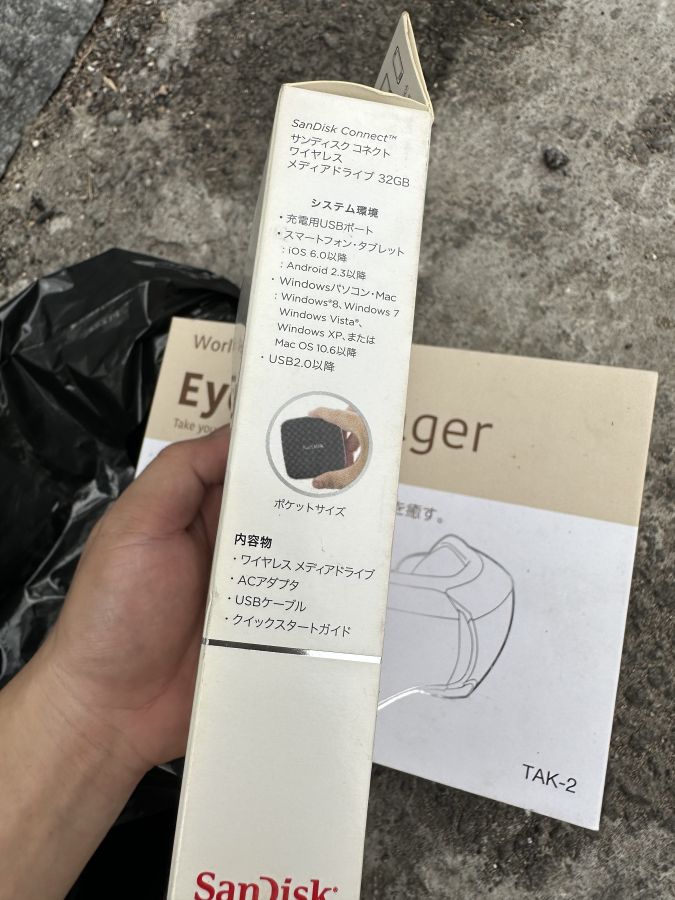 SanDisk Connect™
サンディスク コネクト
ワイヤレス
メディアドライブ 32GB
システム環境
・充電用USBポート
・スマートフォン・タブレット
: iOS 6.0以降
: Android 2.3以降
・Windowsパソコン・Mac
: Windows®8、Windows 7
Windows Vista®、
Windows XP、または
Mac OS 10.6以降
・USB2.0以降
SanDisk
ポケットサイズ
内容物
・ワイヤレス メディアドライブ
・ACアダプタ
・USBケーブル
・クイックスタートガイド
SanDisk®
Worl
Ey
ger
Take you
を癒す。
TAK-2